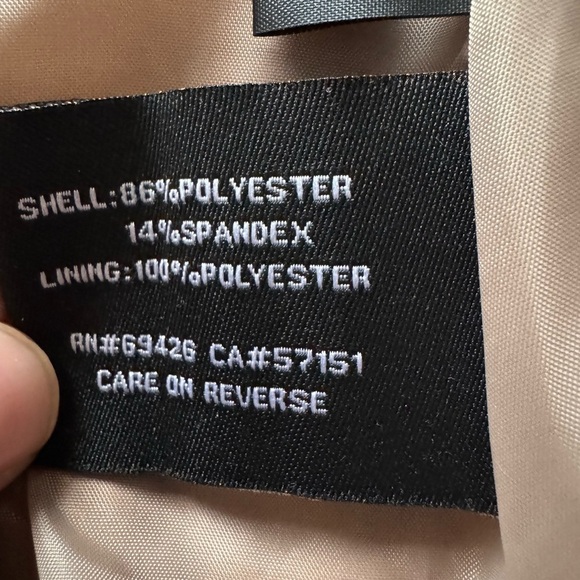 SHELL:86%POLYESTER
14%SPANDEX
LINING:100%POLYESTER
RN#69426 CA#57151
CARE ON REVERSE